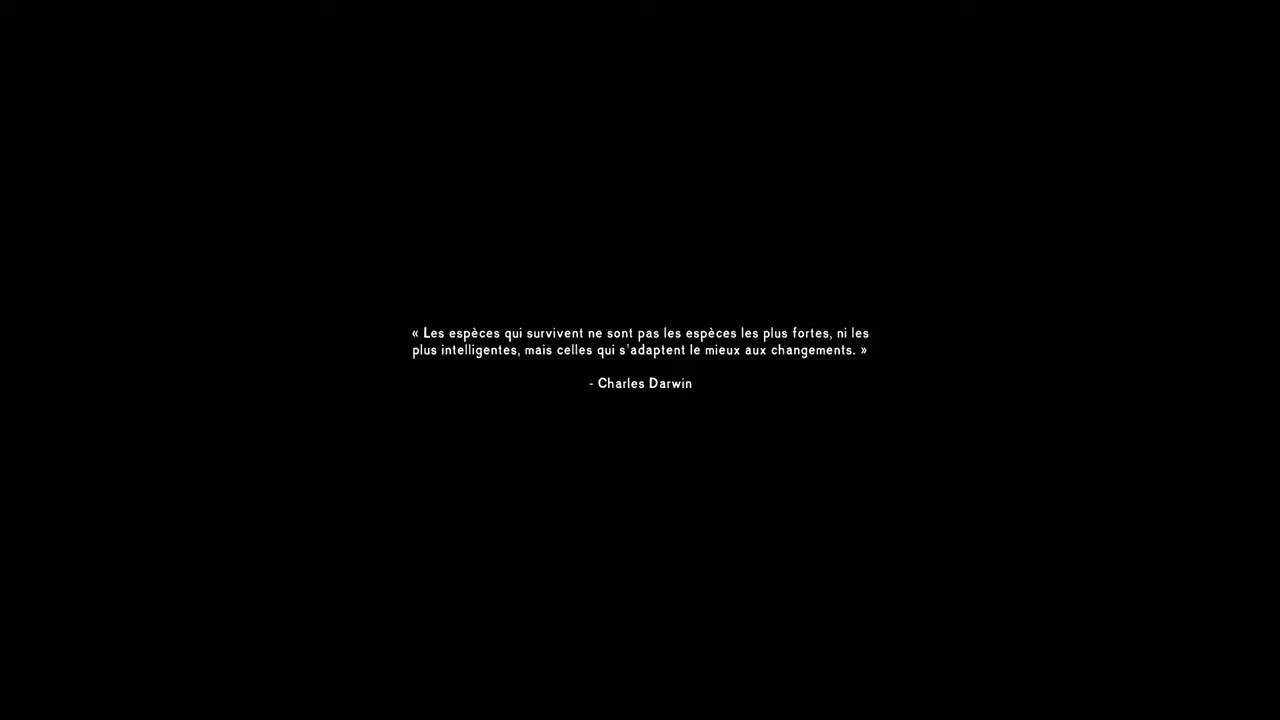 « Les espèces qui survivent ne sont pas les espèces les plus fortes, ni les
plus intelligentes, mais celles qui s’adaptent le mieux aux changements. »
- Charles Darwin